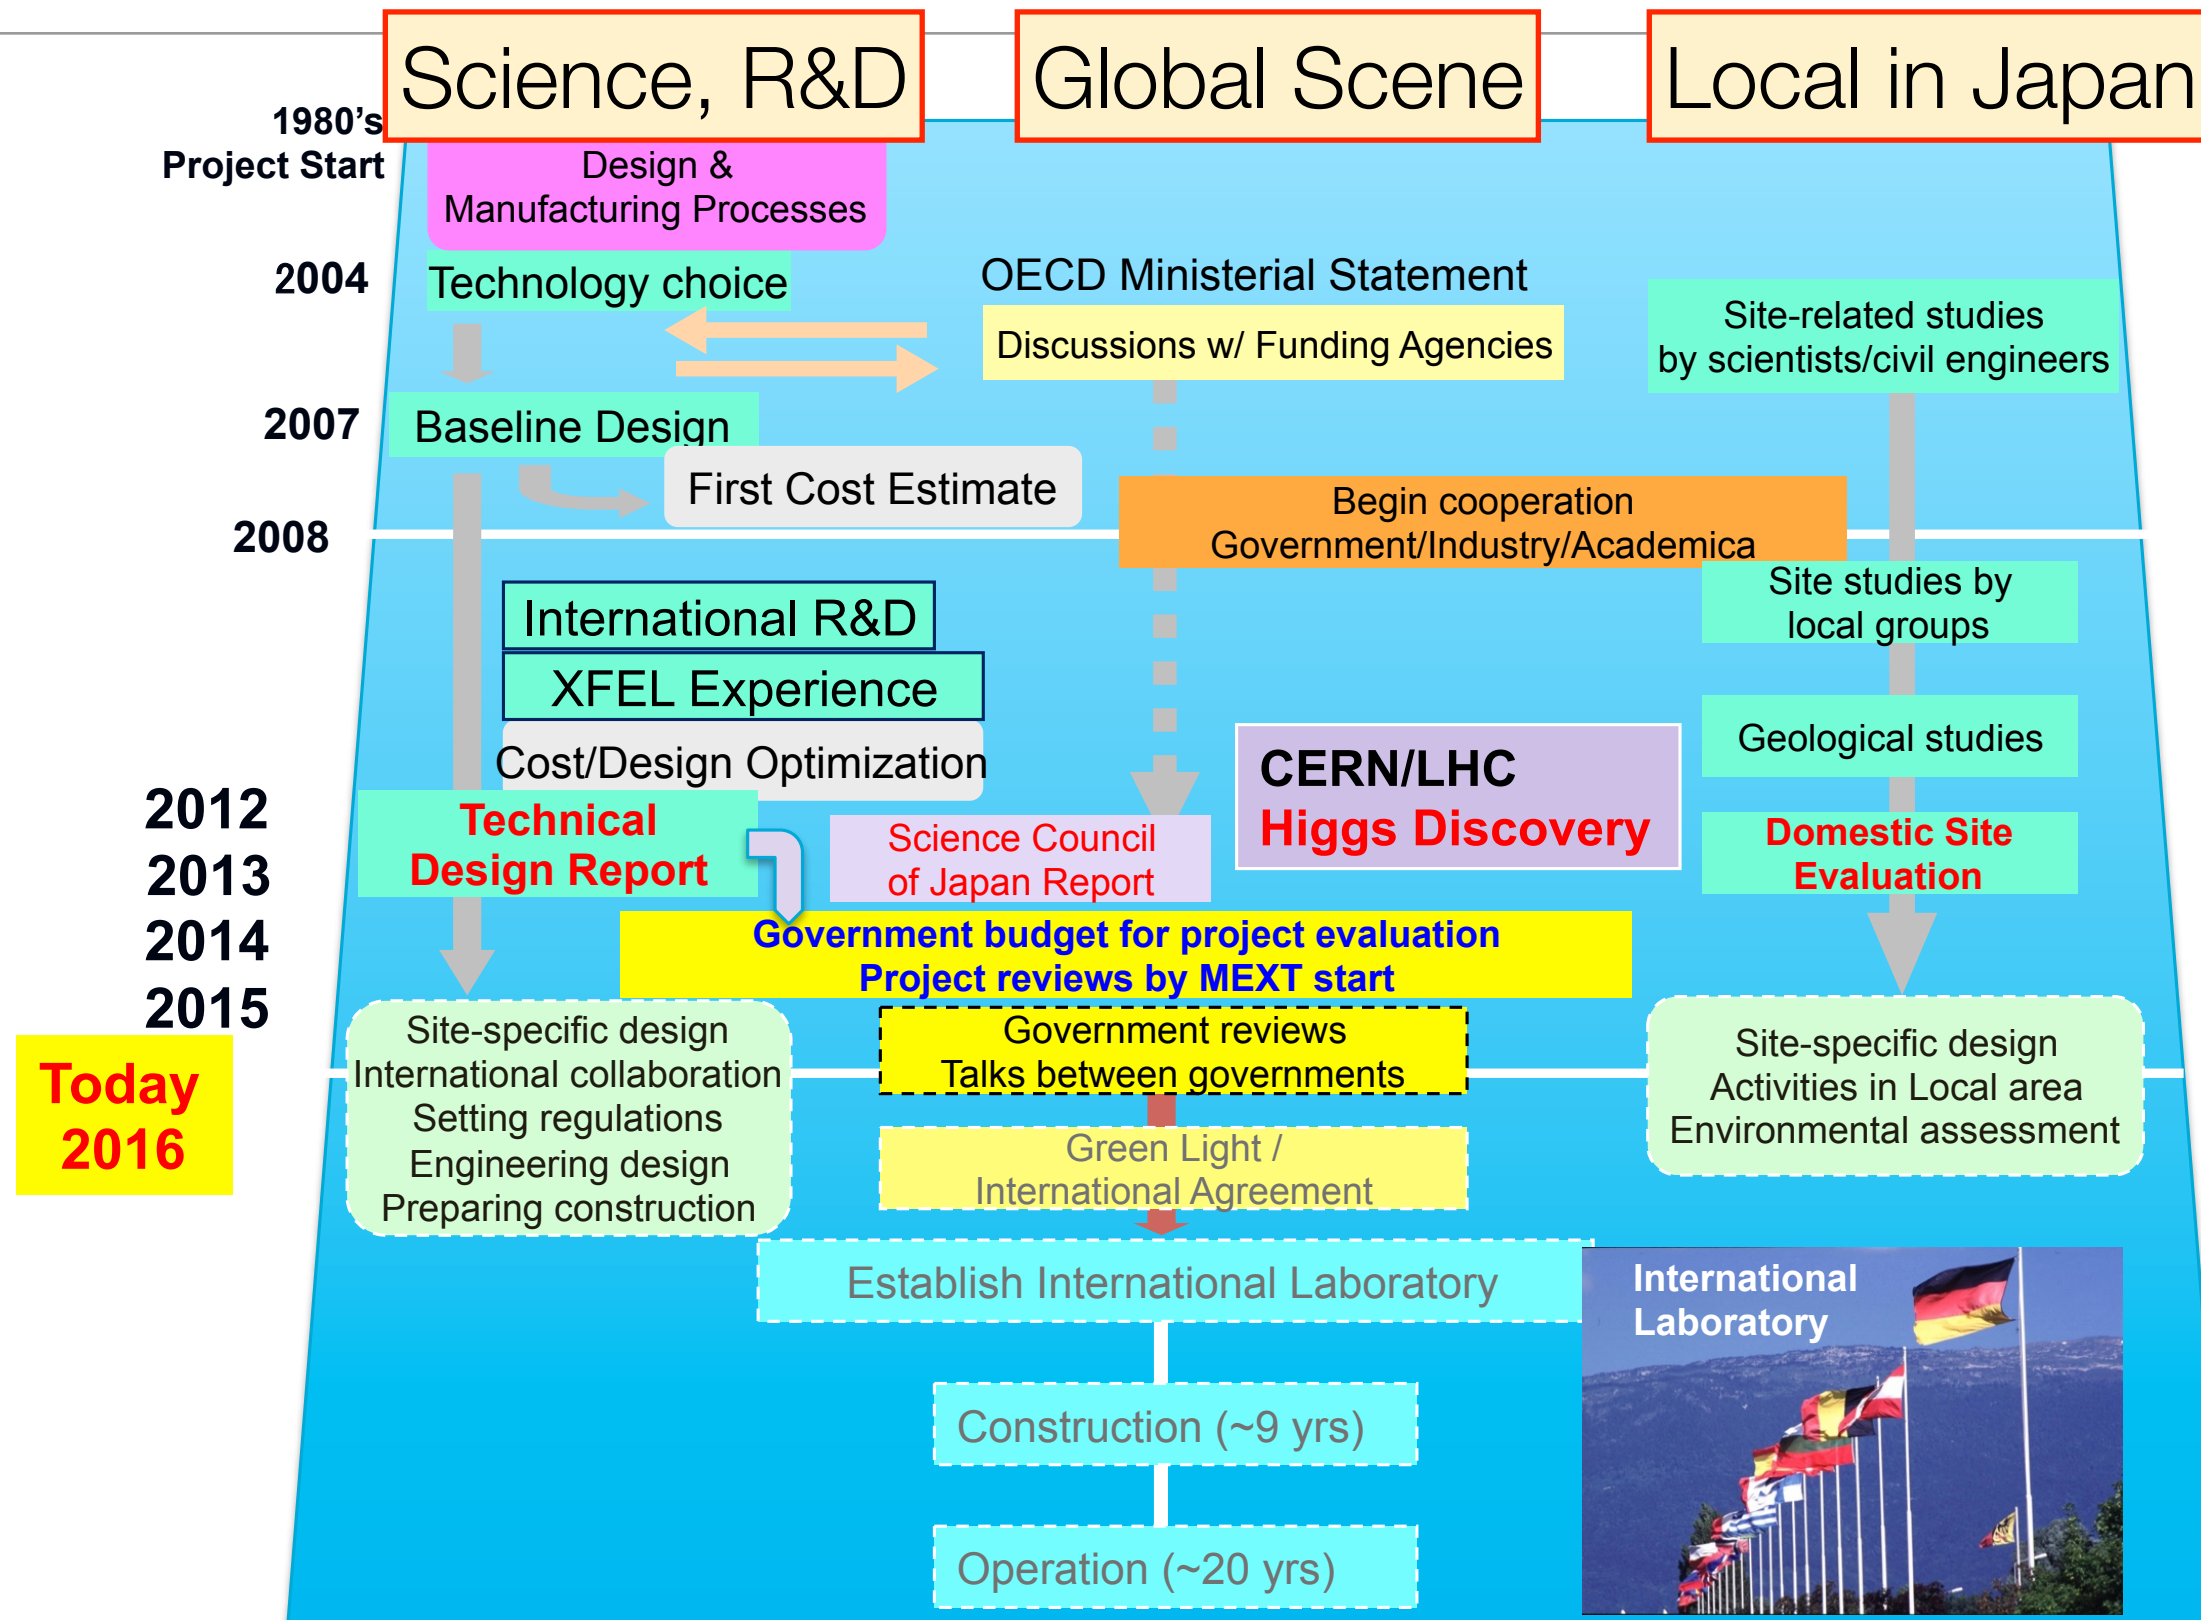 Science, R&D
Global Scene
Local in Japan
1980's
Project Start
Design &
Manufacturing Processes
2004
Technology choice
OECD Ministerial Statement
Discussions w/ Funding Agencies
Site-related studies
by scientists/civil engineers
2007
Baseline Design
First Cost Estimate
2008
Begin cooperation
Government/Industry/Academica
Site studies by
local groups
International R&D
XFEL Experience
Cost/Design Optimization
Geological studies
CERN/LHC
Higgs Discovery
2012
2013
2014
2015
Technical
Design Report
Science Council
of Japan Report
Domestic Site
Evaluation
Government budget for project evaluation
Project reviews by MEXT start
Today
2016
Site-specific design
International collaboration
Setting regulations
Engineering design
Preparing construction
Government reviews
Talks between governments
Site-specific design
Activities in Local area
Environmental assessment
Green Light /
International Agreement
Establish International Laboratory
International
Laboratory
Construction (~9 yrs)
Operation (~20 yrs)